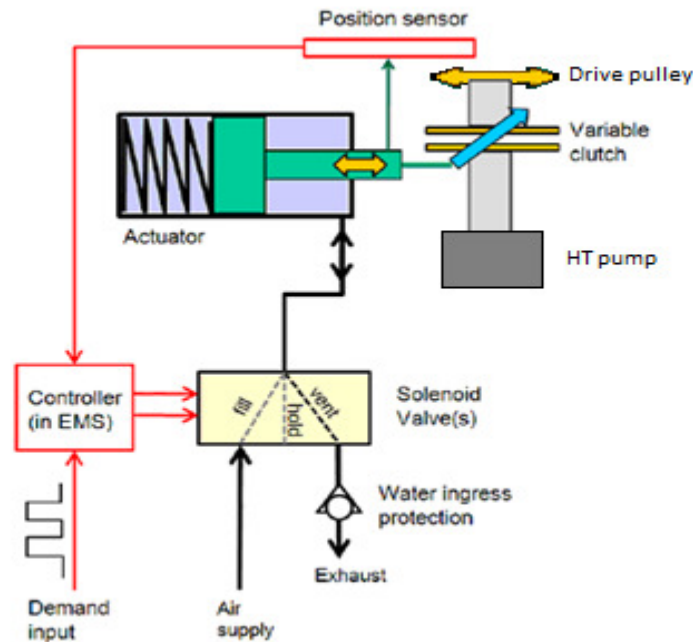 Position sensor
Drive pulley
Variable
clutch
Actuator
HT pump
Controller
(in EMS)
fill
hold
vent
Solenoid
Valve(s)
Water ingress
protection
Exhaust
Demand
input
Air
supply